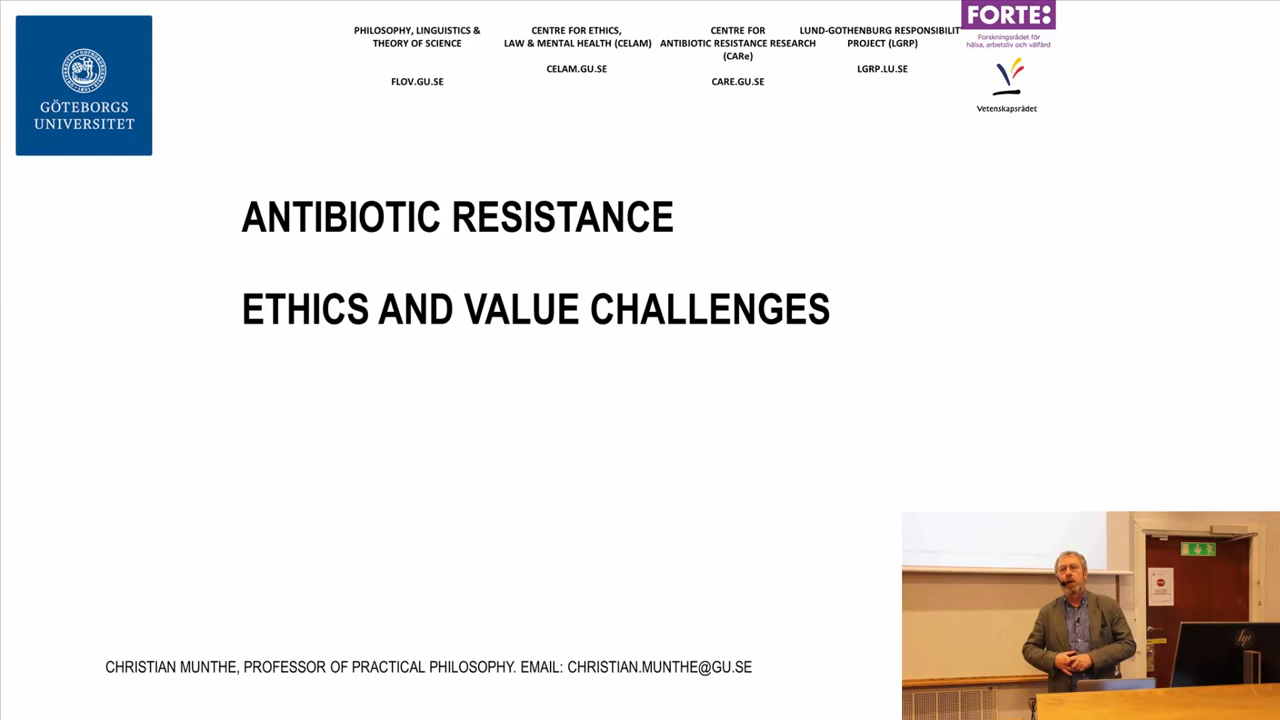 GÖTEBORGS
UNIVERSITET
PHILOSOPHY, LINGUISTICS &
THEORY OF SCIENCE
FLOV.GU.SE
CENTRE FOR ETHICS,
LAW & MENTAL HEALTH (CELAM)
CELAM.GU.SE
CENTRE FOR
ANTIBIOTIC RESISTANCE RESEARCH
(CARe)
CARE.GU.SE
LUND-GOTHENBURG RESPONSIBILIT
PROJECT (LGRP)
LGRP.LU.SE
FORTE:
Forskningsrådet för
hälsa, arbetsliv och välfärd
Vetenskapsrådet
ANTIBIOTIC RESISTANCE
ETHICS AND VALUE CHALLENGES
CHRISTIAN MUNTHE, PROFESSOR OF PRACTICAL PHILOSOPHY. EMAIL: CHRISTIAN.MUNTHE@GU.SE
hp